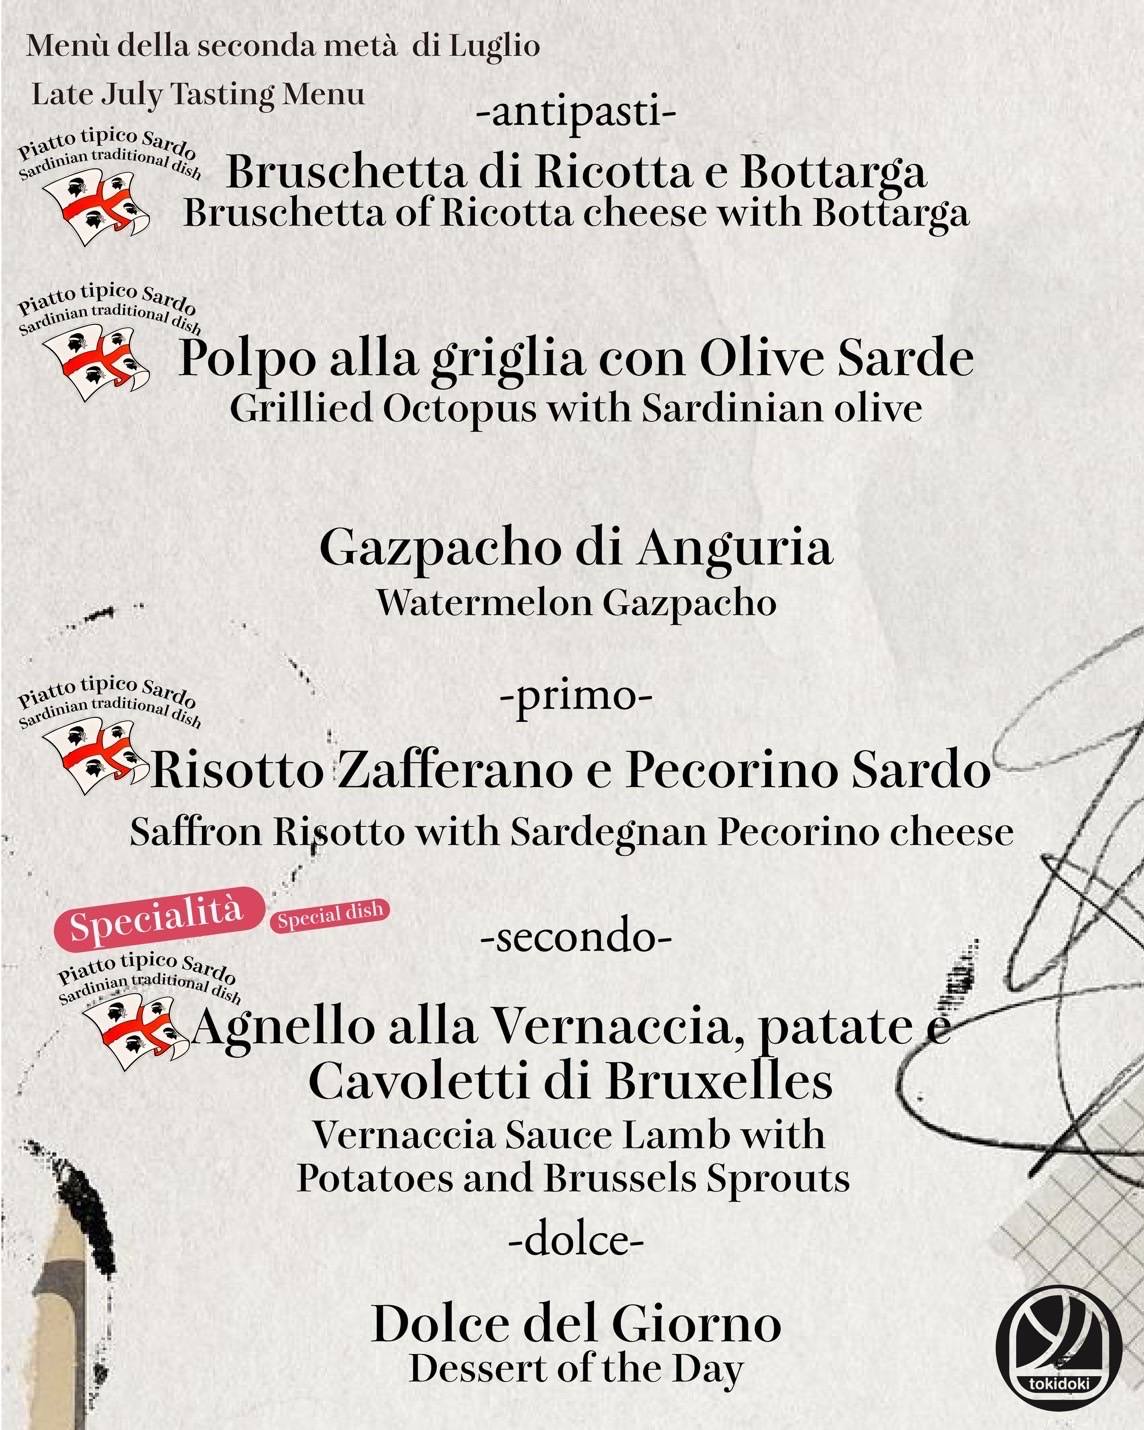 Menù della seconda metà di Luglio
Late July Tasting Menu
-antipasti-
Piatto tipico Sardo
Sardinian traditional dish
Bruschetta di Ricotta e Bottarga
Bruschetta of Ricotta cheese with Bottarga
Piatto tipico Sardo
Sardinian traditional dish
Polpo alla griglia con Olive Sarde
Grillied Octopus with Sardinian olive
Gazpacho di Anguria
Watermelon Gazpacho
-primo-
Piatto tipico Sardo
Sardinian traditional dish
Risotto Zafferano e Pecorino Sardo
Saffron Risotto with Sardegnan Pecorino cheese
Specialità
Special dish
-secondo-
Piatto tipico Sardo
Sardinian traditional dish
Agnello alla Vernaccia, patate e
Cavoletti di Bruxelles
Vernaccia Sauce Lamb with
Potatoes and Brussels Sprouts
-dolce-
Dolce del Giorno
Dessert of the Day
tokidoki